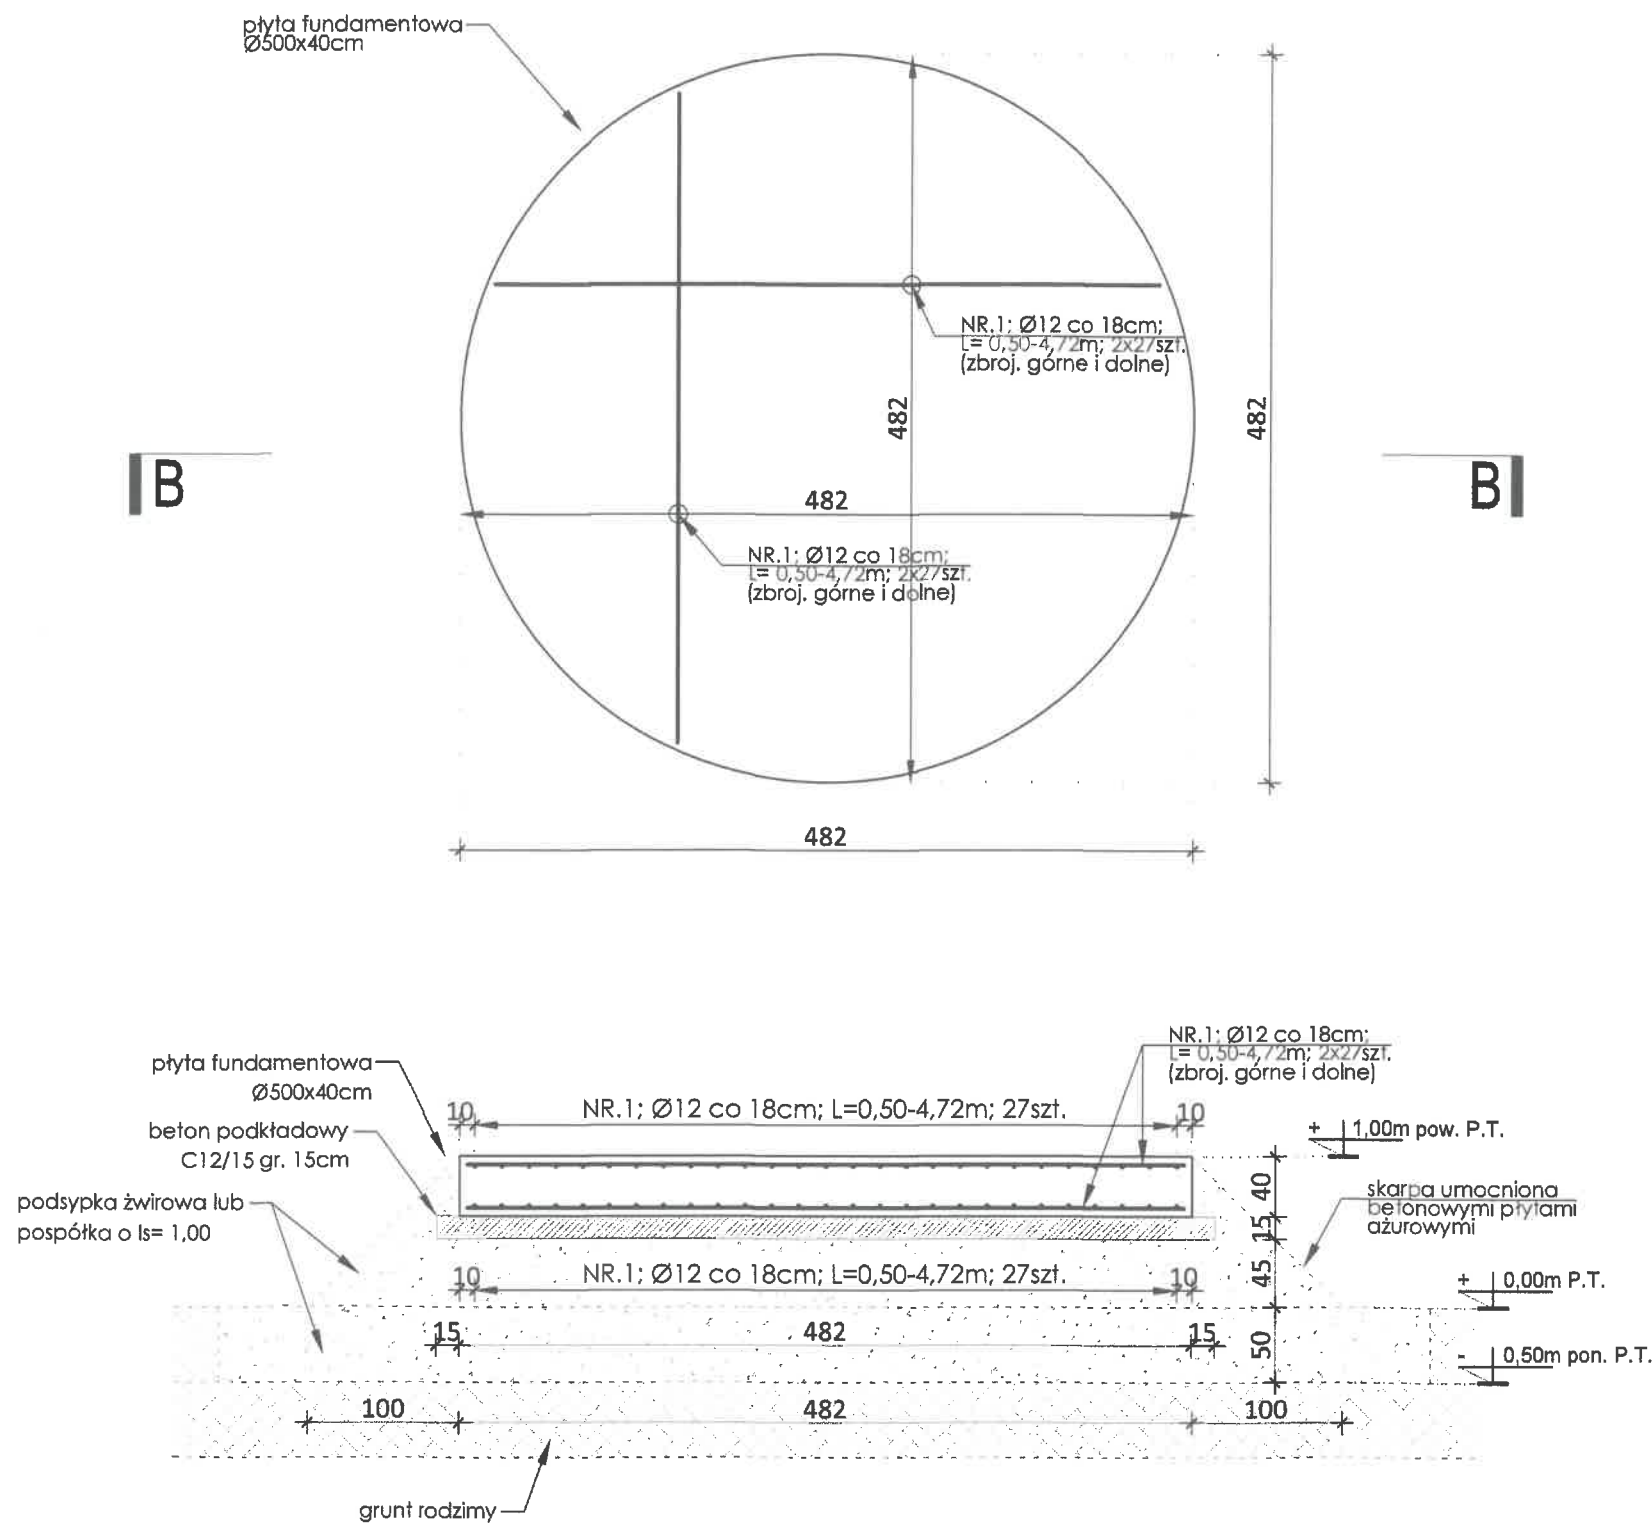 płyta fundamentowa
Ø500x40cm
NR.1; Ø12 co 18cm;
L= 0,50-4,72m; 2x27szt.
(zbroj. górne i dolne)
482
482
B
B
482
NR.1; Ø12 co 18cm;
L= 0,50-4,72m; 2x27szt.
(zbroj. górne i dolne)
482
NR.1; Ø12 co 18cm;
L= 0,50-4,72m; 2x27szt.
(zbroj. górne i dolne)
płyta fundamentowa
Ø500x40cm
10
NR.1; Ø12 co 18cm; L=0,50-4,72m; 27szt.
10
beton podkładowy
C12/15 gr. 15cm
+ 1,00m pow. P.T.
podsypka żwirowa lub
pospółka o Is= 1,00
40
skarpa umocniona
betonowymi płytami
ażurowymi
15
10
NR.1; Ø12 co 18cm; L=0,50-4,72m; 27szt.
10
45
+ 0,00m P.T.
15
482
15
50
- 0,50m pon. P.T.
100
482
100
grunt rodzimy